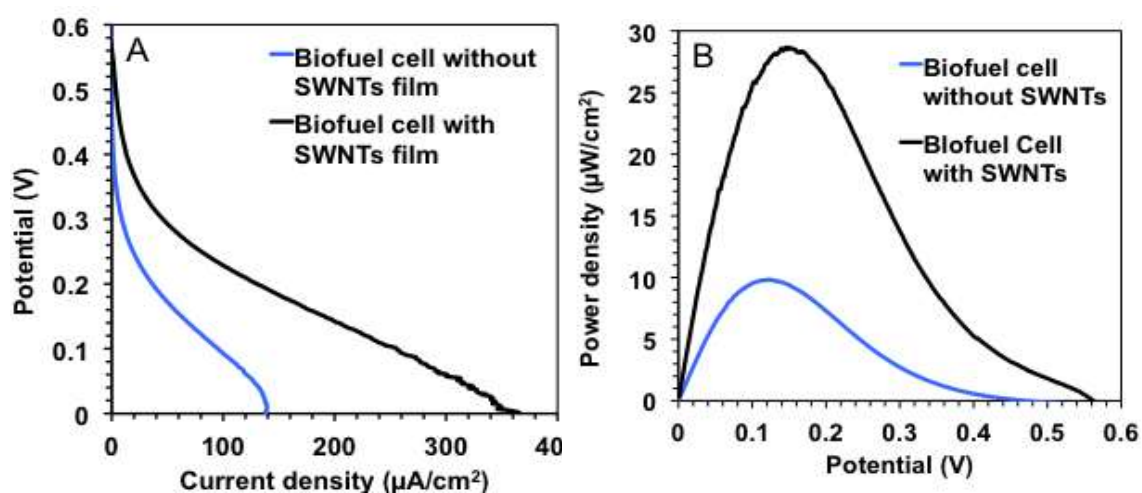 A
Biofuel cell without
SWNTs film
Biofuel cell with
SWNTs film
Potential (V)
0.6
0.5
0.4
0.3
0.2
0.1
0
0 100 200 300 40
Current density (µA/cm²)
B
Biofuel cell
without SWNTs
Biofuel Cell
with SWNTs
Power density (µW/cm²)
30
25
20
15
10
5
0
0 0.1 0.2 0.3 0.4 0.5 0.6
Potential (V)